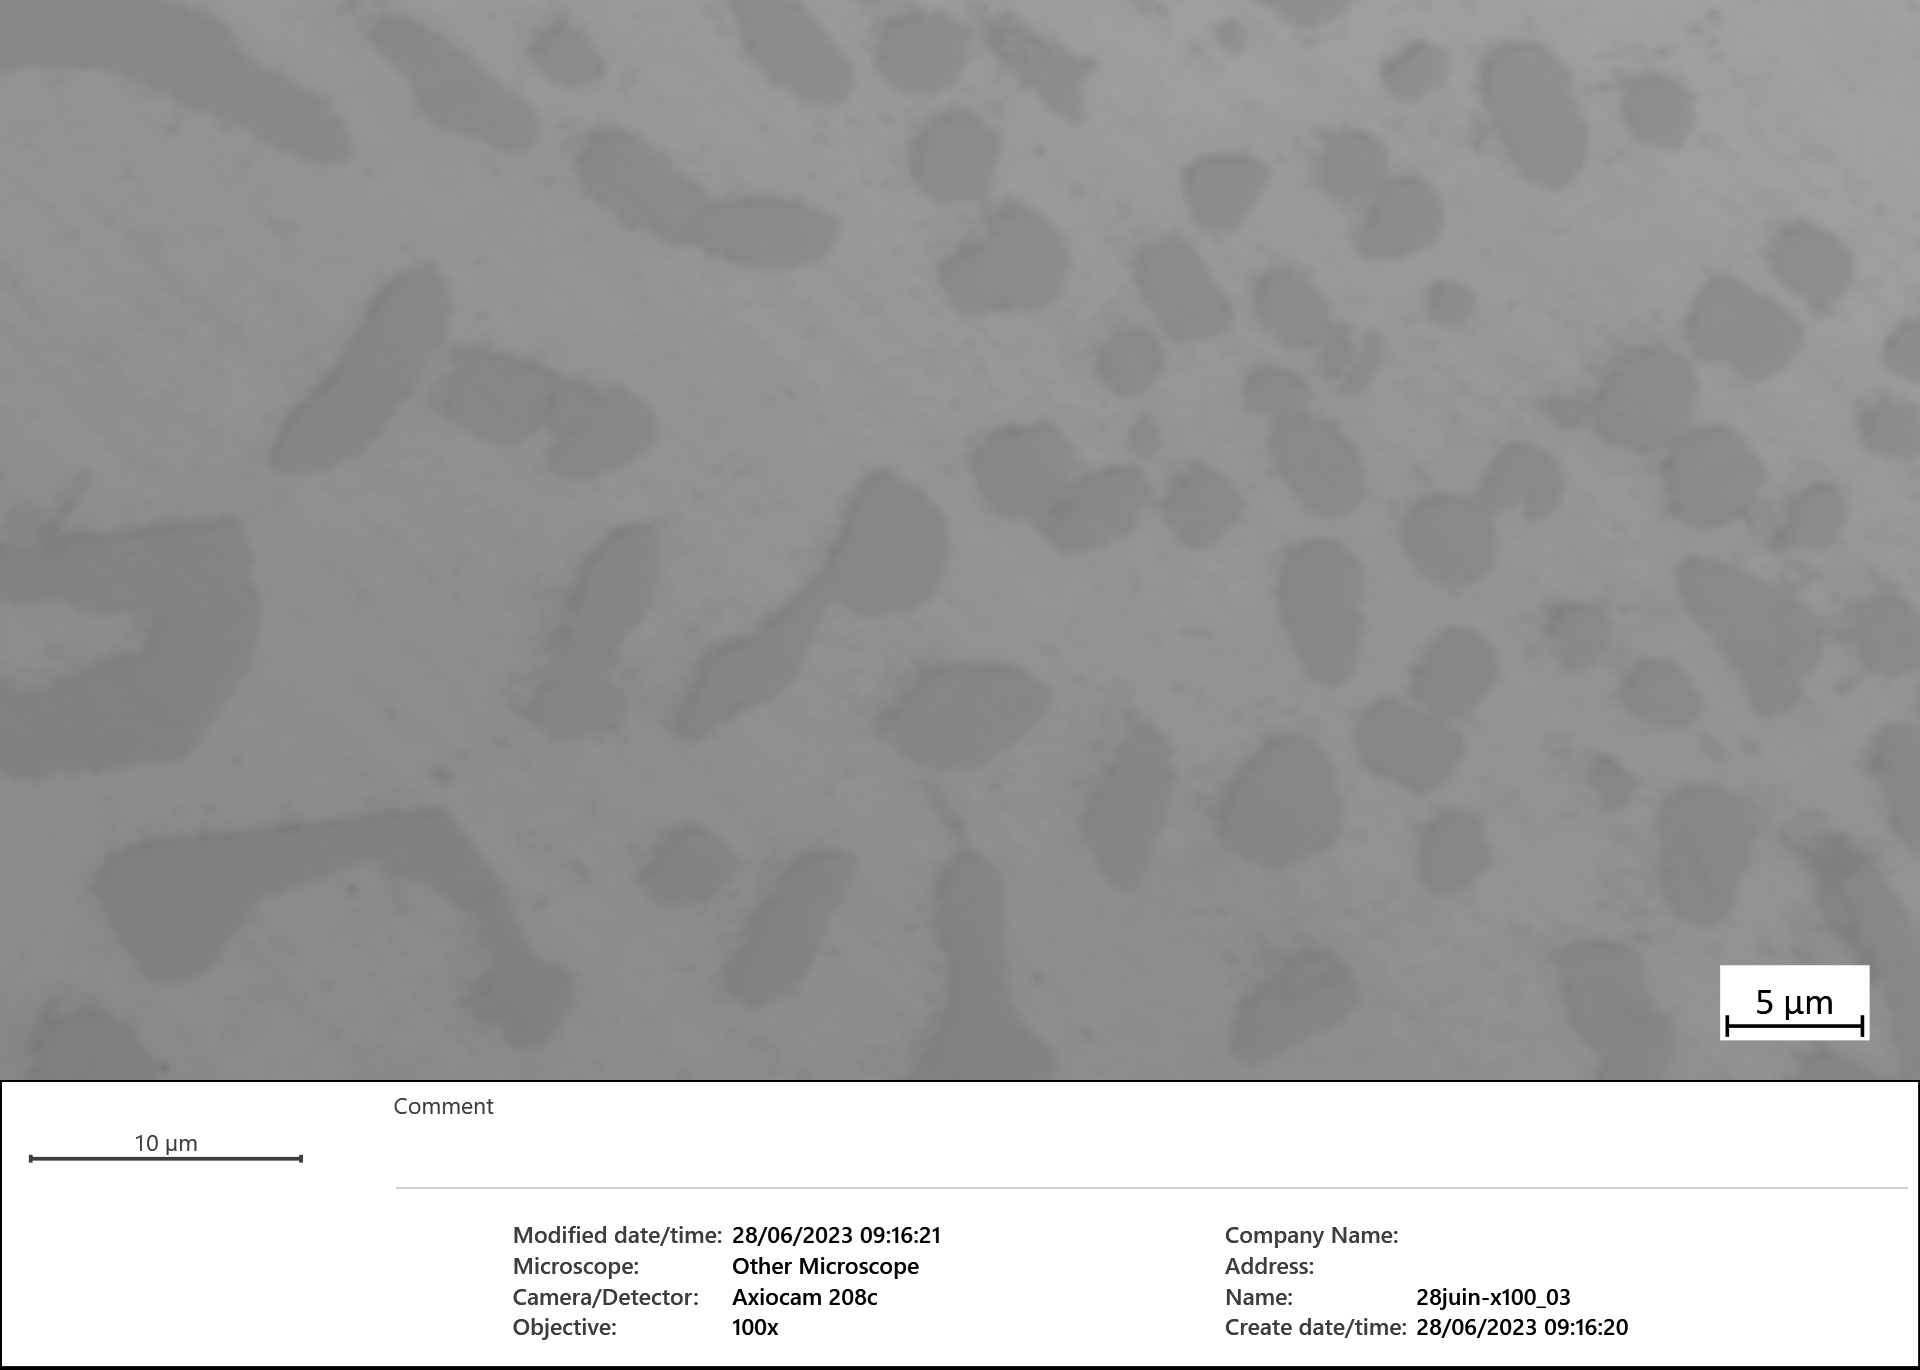 5 µm
Comment
10 µm
Modified date/time: 28/06/2023 09:16:21
Microscope: Other Microscope
Camera/Detector: Axiocam 208c
Objective: 100x
Company Name:
Address:
Name: 28juin-x100_03
Create date/time: 28/06/2023 09:16:20